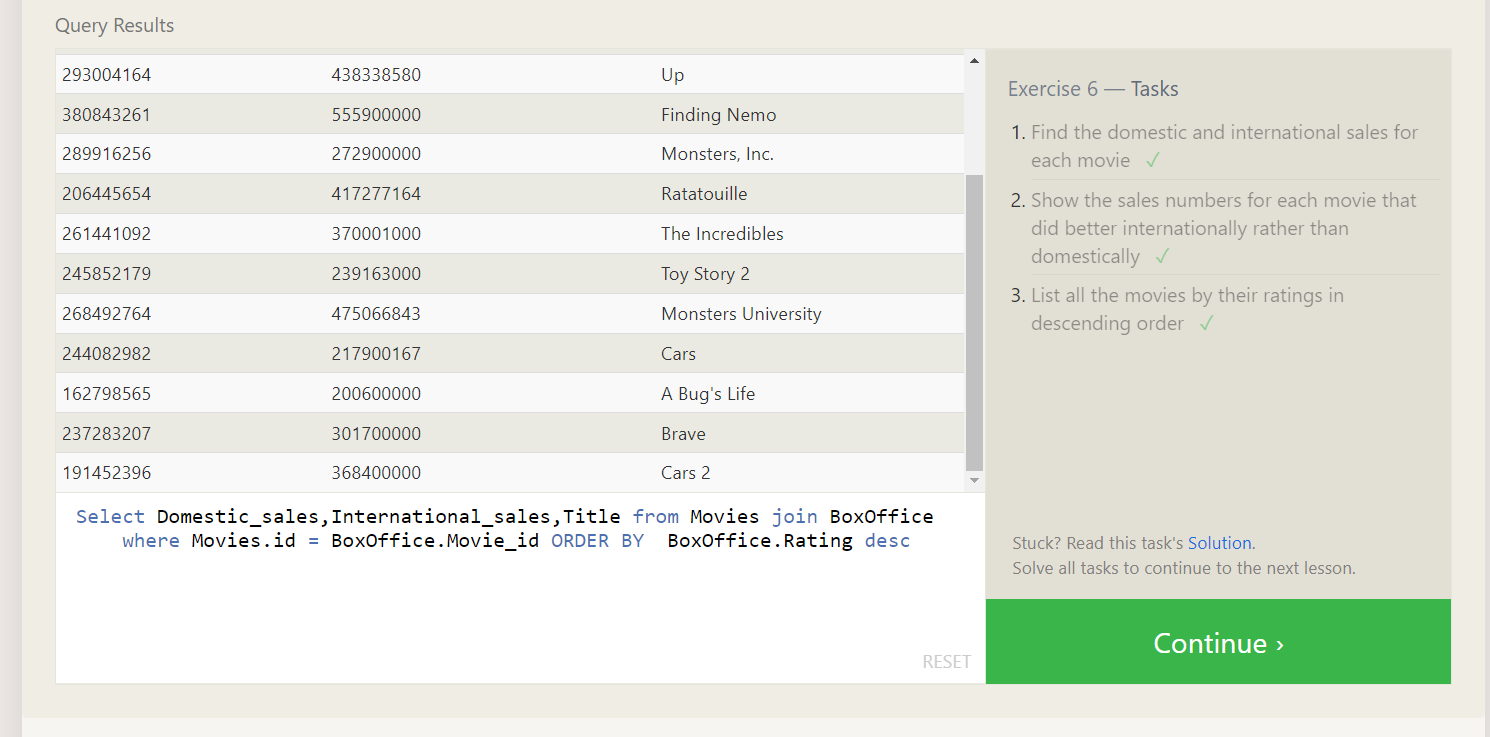 Query Results
293004164 438338580 Up
380843261 555900000 Finding Nemo
289916256 272900000 Monsters, Inc.
206445654 417277164 Ratatouille
261441092 370001000 The Incredibles
245852179 239163000 Toy Story 2
268492764 475066843 Monsters University
244082982 217900167 Cars
162798565 200600000 A Bug's Life
237283207 301700000 Brave
191452396 368400000 Cars 2
Select Domestic_sales,International_sales,Title from Movies join BoxOffice
where Movies.id = BoxOffice.Movie_id ORDER BY  BoxOffice.Rating desc
RESET
Exercise 6 — Tasks
1. Find the domestic and international sales for
each movie ✓
2. Show the sales numbers for each movie that
did better internationally rather than
domestically ✓
3. List all the movies by their ratings in
descending order ✓
Stuck? Read this task's Solution.
Solve all tasks to continue to the next lesson.
Continue ›